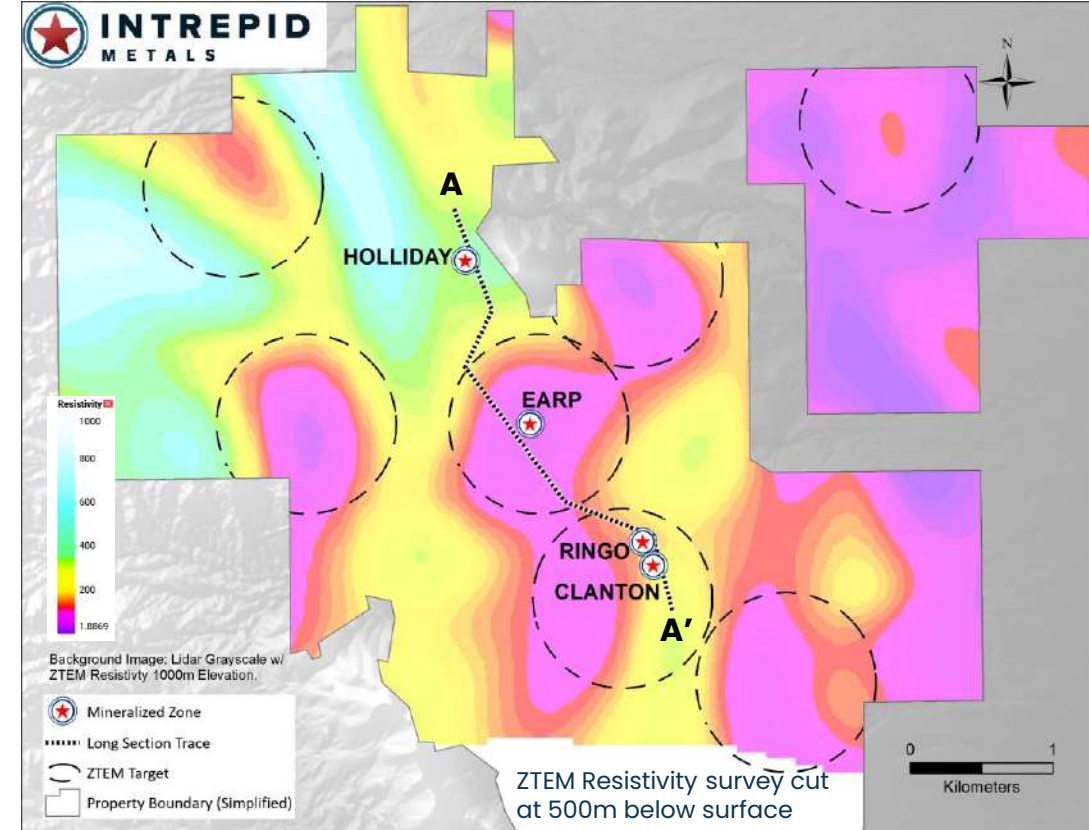 INTREPID
METALS
N
A
HOLLIDAY
EARP
RINGO
CLANTON
A'
Resistivity
1000
800
600
400
200
1.8869
Background Image: Lidar Grayscale w/
ZTEM Resistivty 1000m Elevation.
Mineralized Zone
Long Section Trace
ZTEM Target
Property Boundary (Simplified)
ZTEM Resistivity survey cut
at 500m below surface
0 1
Kilometers